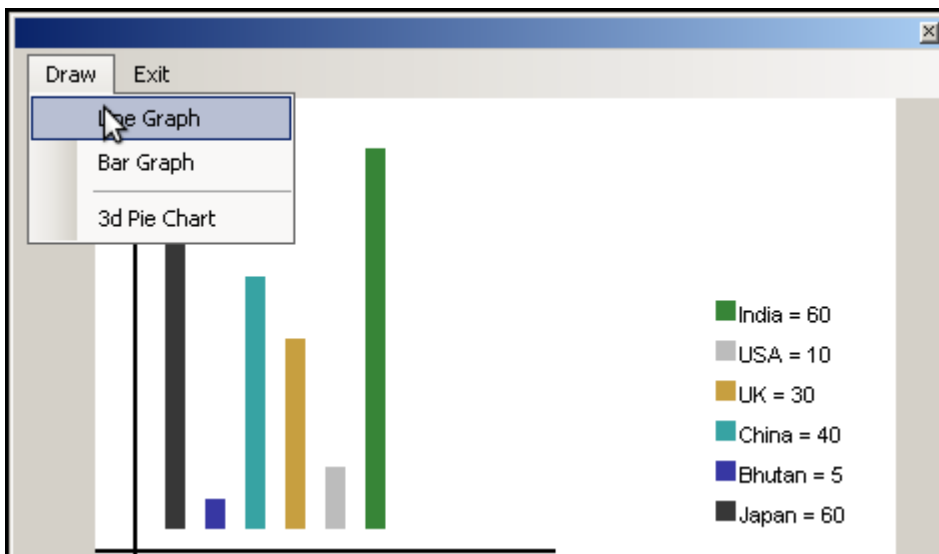 Draw Exit
Graph
Bar Graph
3d Pie Chart
India = 60
USA = 10
UK = 30
China = 40
Bhutan = 5
Japan = 60